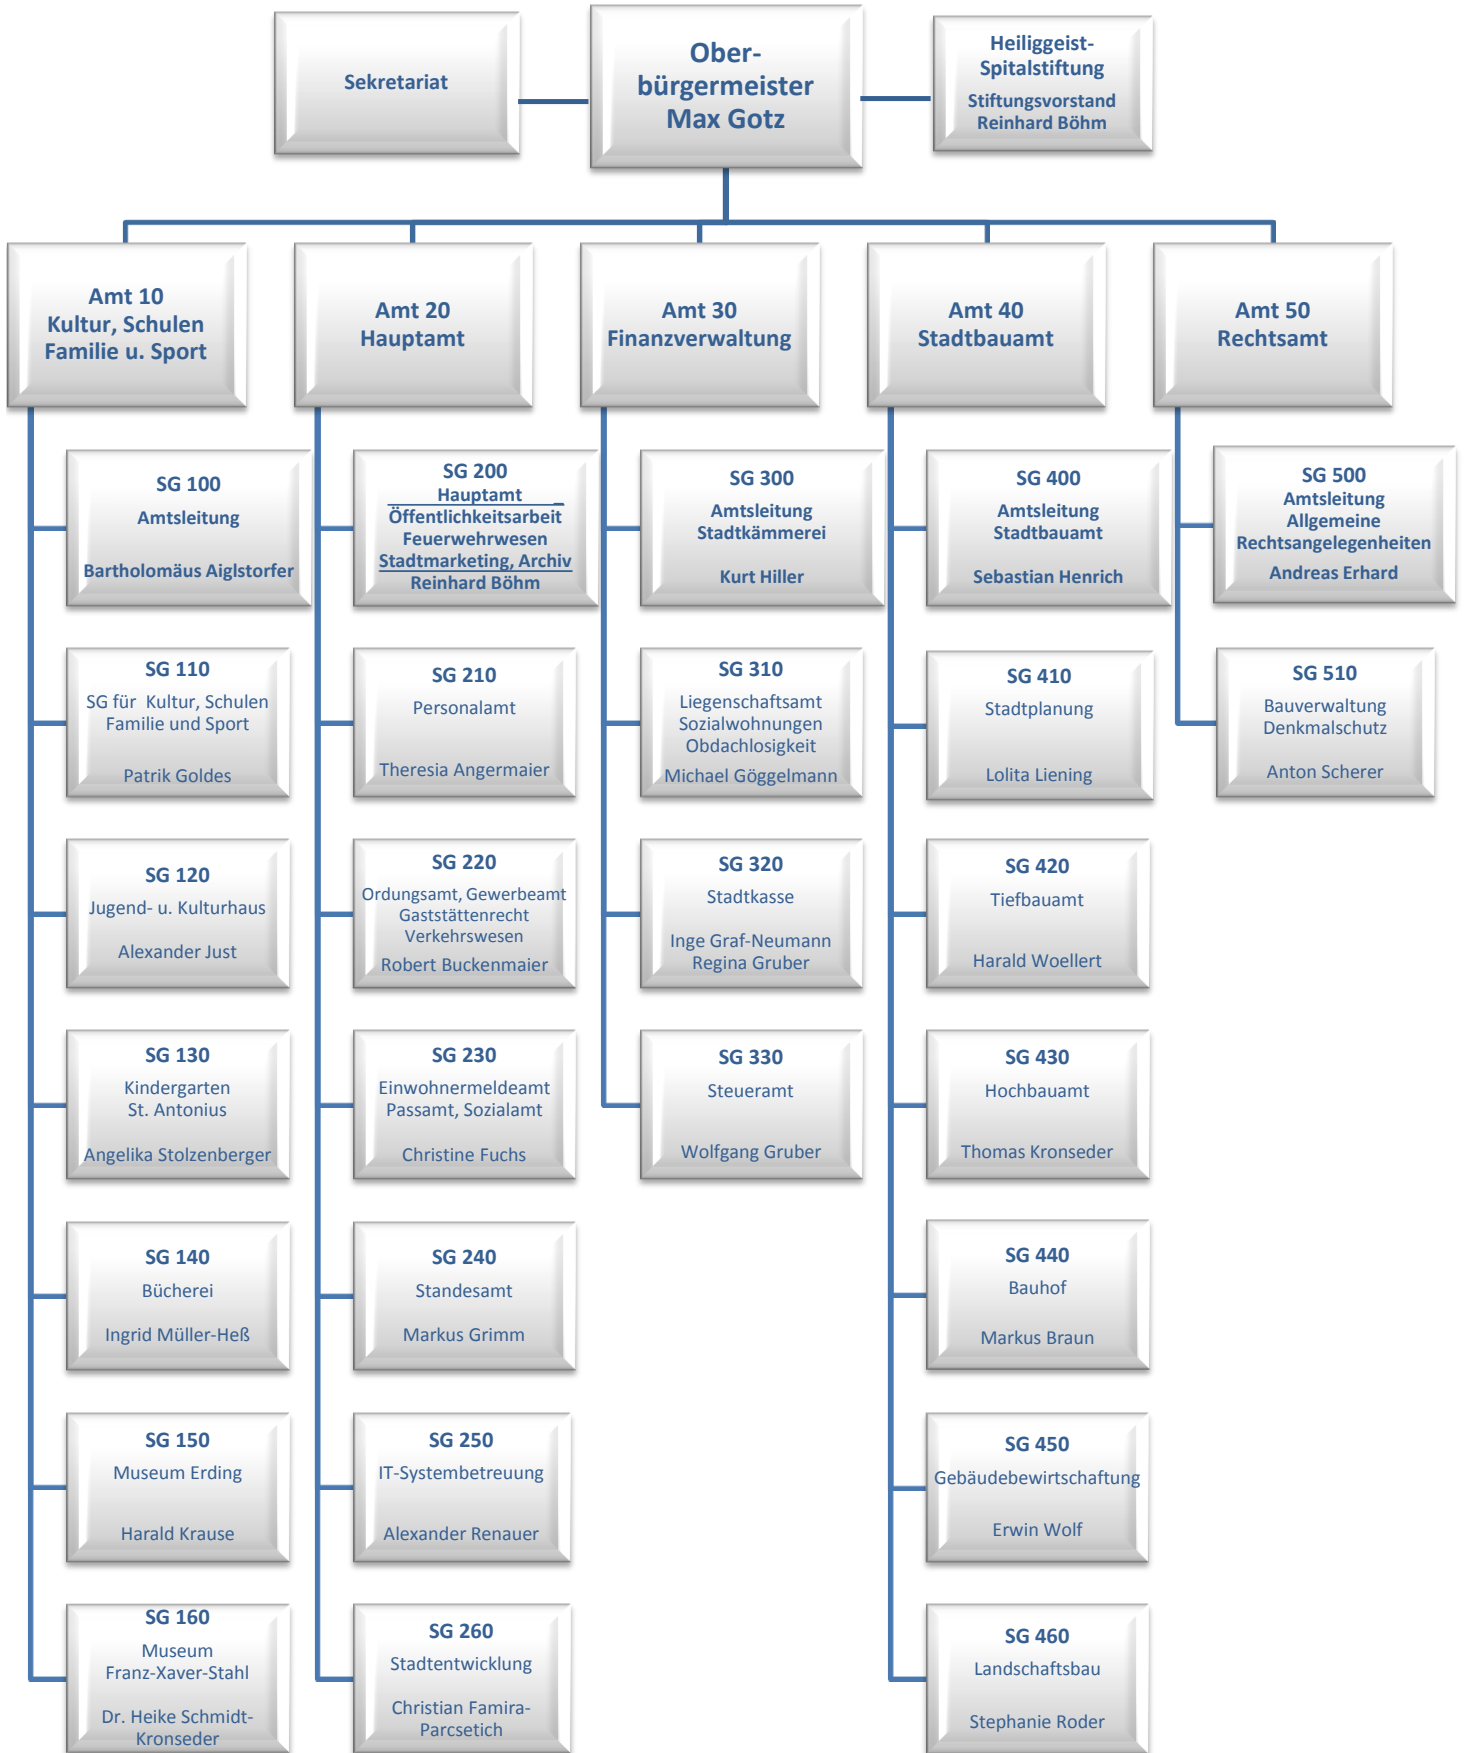 Sekretariat
Ober-
bürgermeister
Max Gotz
Heiliggeist-
Spitalstiftung
Stiftungsvorstand
Reinhard Böhm
Amt 10
Kultur, Schulen
Familie u. Sport
Amt 20
Hauptamt
Amt 30
Finanzverwaltung
Amt 40
Stadtbauamt
Amt 50
Rechtsamt
SG 100
Amtsleitung
Bartholomäus Aiglstorfer
SG 110
SG für Kultur, Schulen
Familie und Sport
Patrik Goldes
SG 120
Jugend- u. Kulturhaus
Alexander Just
SG 130
Kindergarten
St. Antonius
Angelika Stolzenberger
SG 140
Bücherei
Ingrid Müller-Heß
SG 150
Museum Erding
Harald Krause
SG 160
Museum
Franz-Xaver-Stahl
Dr. Heike Schmidt-
Kronseder
SG 200
Hauptamt _
Öffentlichkeitsarbeit
Feuerwehrwesen
Stadtmarketing, Archiv
Reinhard Böhm
SG 210
Personalamt
Theresia Angermaier
SG 220
Ordungsamt, Gewerbeamt
Gaststättenrecht
Verkehrswesen
Robert Buckenmaier
SG 230
Einwohnermeldeamt
Passamt, Sozialamt
Christine Fuchs
SG 240
Standesamt
Markus Grimm
SG 250
IT-Systembetreuung
Alexander Renauer
SG 260
Stadtentwicklung
Christian Famira-
Parcsetich
SG 300
Amtsleitung
Stadtkämmerei
Kurt Hiller
SG 310
Liegenschaftsamt
Sozialwohnungen
Obdachlosigkeit
Michael Göggelmann
SG 320
Stadtkasse
Inge Graf-Neumann
Regina Gruber
SG 330
Steueramt
Wolfgang Gruber
SG 400
Amtsleitung
Stadtbauamt
Sebastian Henrich
SG 410
Stadtplanung
Lolita Liening
SG 420
Tiefbauamt
Harald Woellert
SG 430
Hochbauamt
Thomas Kronseder
SG 440
Bauhof
Markus Braun
SG 450
Gebäudebewirtschaftung
Erwin Wolf
SG 460
Landschaftsbau
Stephanie Roder
SG 500
Amtsleitung
Allgemeine
Rechtsangelegenheiten
Andreas Erhard
SG 510
Bauverwaltung
Denkmalschutz
Anton Scherer